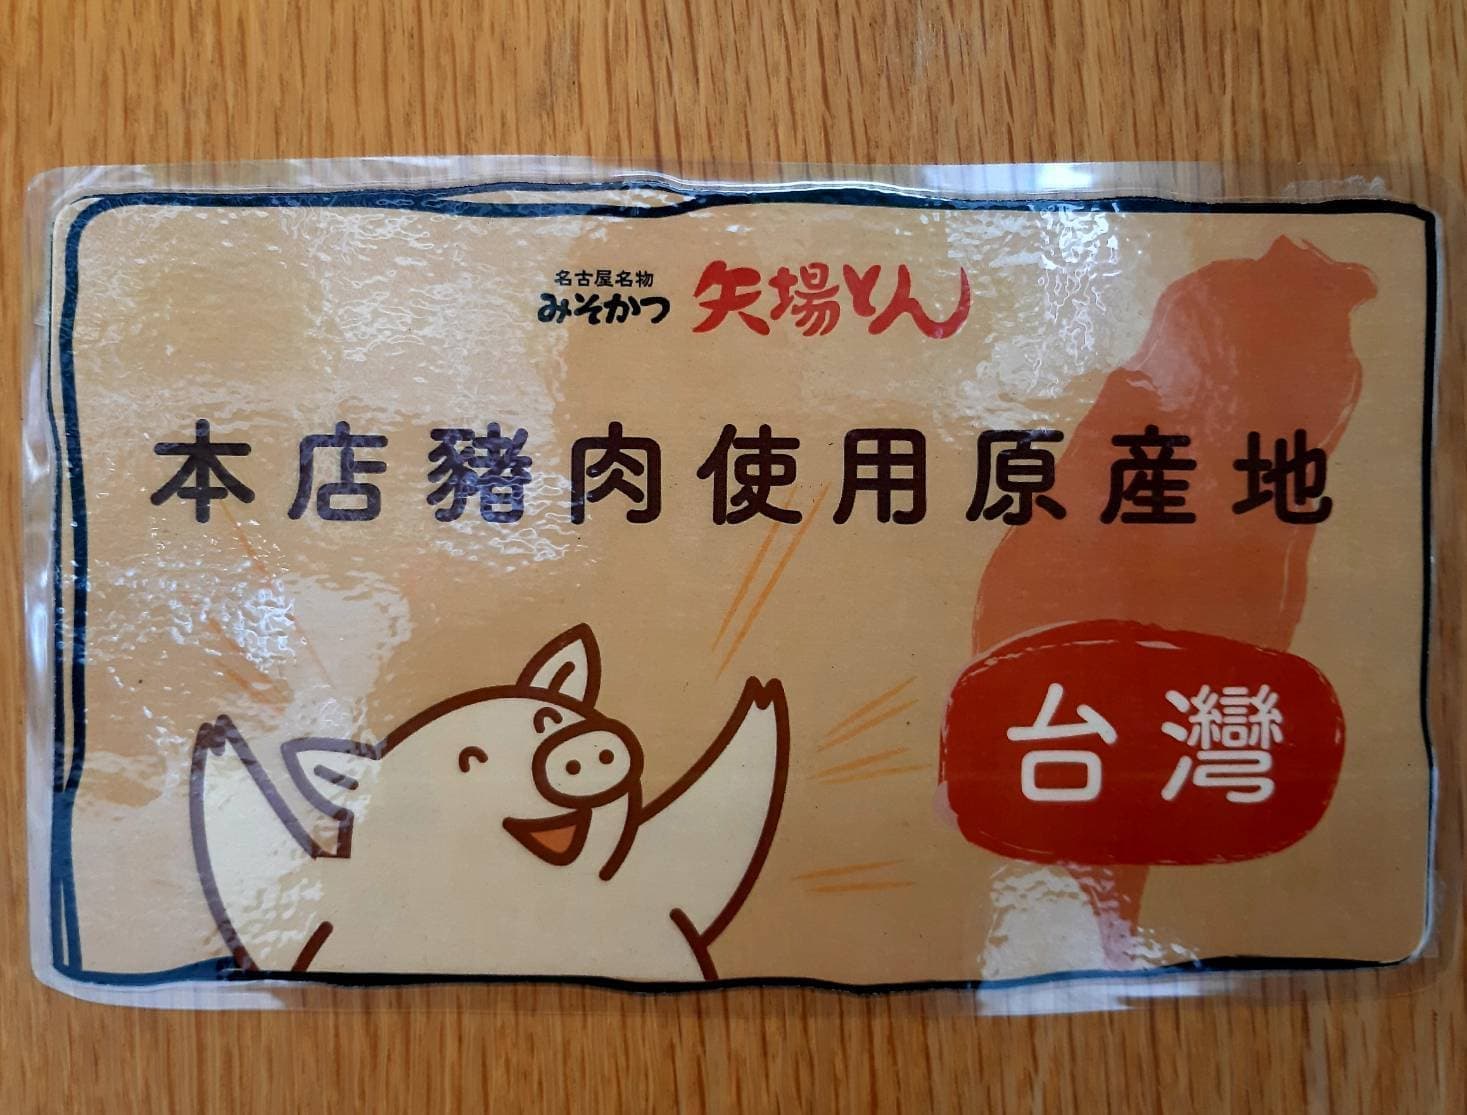 名古屋名物
みそかつ 矢場とん
本店豬肉使用原産地
台灣